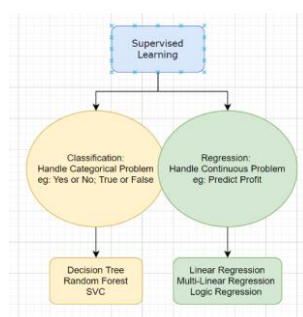 Supervised
Learning
Classification:
Handle Categorical Problem
eg: Yes or No; True or False
Regression:
Handle Continuous Problem
eg: Predict Profit
Decision Tree
Random Forest
SVC
Linear Regression
Multi-Linear Regression
Logic Regression